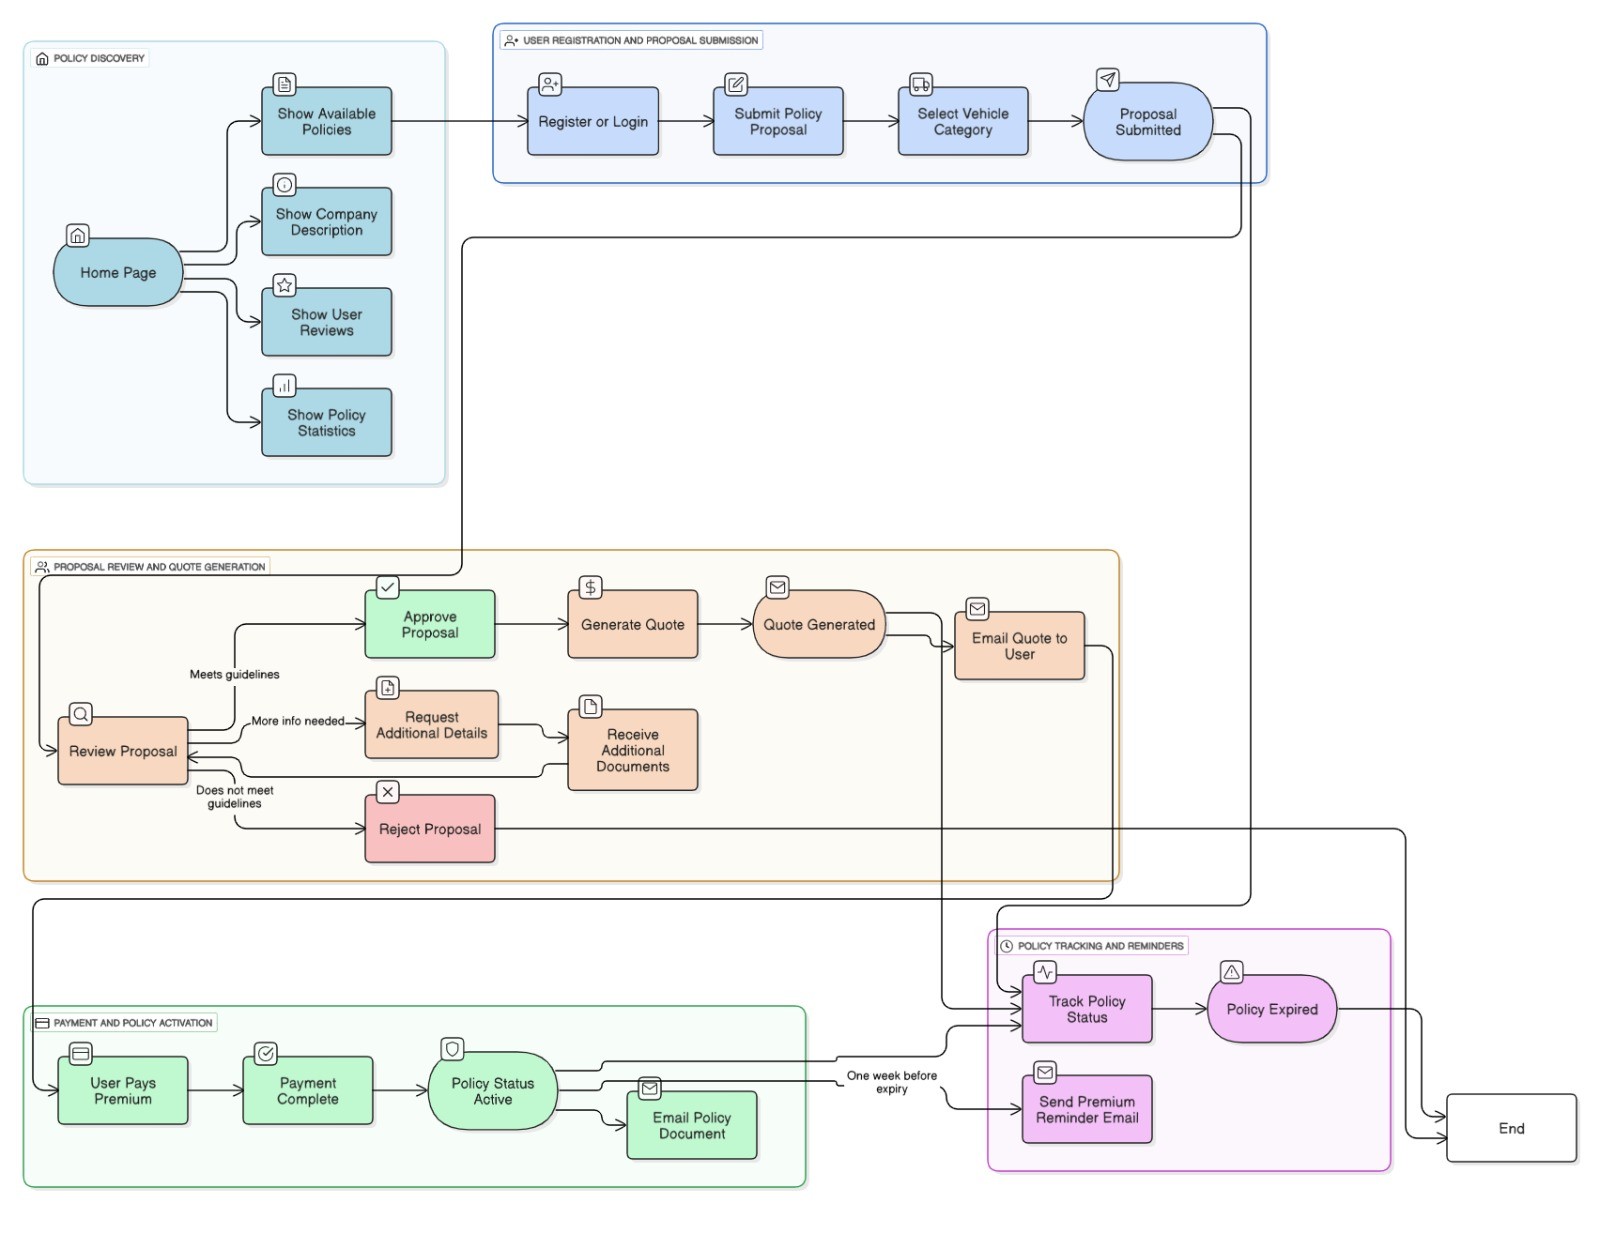 POLICY DISCOVERY
Show Available
Policies
Show Company
Description
Home Page
Show User
Reviews
Show Policy
Statistics
USER REGISTRATION AND PROPOSAL SUBMISSION
Register or Login
Submit Policy
Proposal
Select Vehicle
Category
Proposal
Submitted
PROPOSAL REVIEW AND QUOTE GENERATION
Approve
Proposal
Generate Quote
Quote Generated
Email Quote to
User
Meets guidelines
More info needed
Request
Additional Details
Receive
Additional
Documents
Review Proposal
Does not meet
guidelines
Reject Proposal
PAYMENT AND POLICY ACTIVATION
User Pays
Premium
Payment
Complete
Policy Status
Active
Email Policy
Document
One week before
expiry
POLICY TRACKING AND REMINDERS
Track Policy
Status
Policy Expired
Send Premium
Reminder Email
End